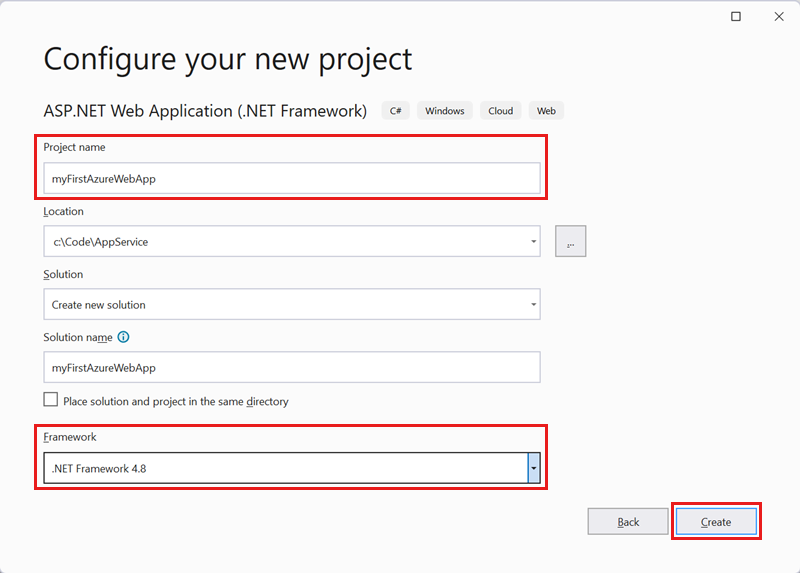 Configure your new project
ASP.NET Web Application (.NET Framework) C# Windows Cloud Web
Project name
myFirstAzureWebApp
Location
c:\Code\AppService
...
Solution
Create new solution
Solution name
myFirstAzureWebApp
Place solution and project in the same directory
Framework
.NET Framework 4.8
Back Create